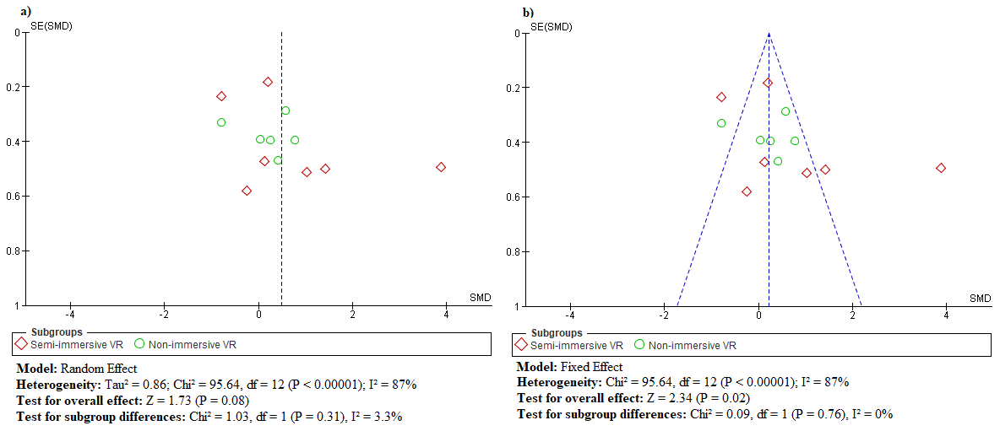 a)
SE(SMD)
0
0.2
0.4
0.6
0.8
1
-4
-2
0
2
4
SMD
Subgroups
Semi-immersive VR
Non-immersive VR
Model: Random Effect
Heterogeneity: Tau² = 0.86; Chi² = 95.64, df = 12 (P < 0.00001); I² = 87%
Test for overall effect: Z = 1.73 (P = 0.08)
Test for subgroup differences: Chi² = 1.03, df = 1 (P = 0.31), I² = 3.3%
b)
SE(SMD)
0
0.2
0.4
0.6
0.8
1
-4
-2
0
2
4
SMD
Subgroups
Semi-immersive VR
Non-immersive VR
Model: Fixed Effect
Heterogeneity: Chi² = 95.64, df = 12 (P < 0.00001); I² = 87%
Test for overall effect: Z = 2.34 (P = 0.02)
Test for subgroup differences: Chi² = 0.09, df = 1 (P = 0.76), I² = 0%